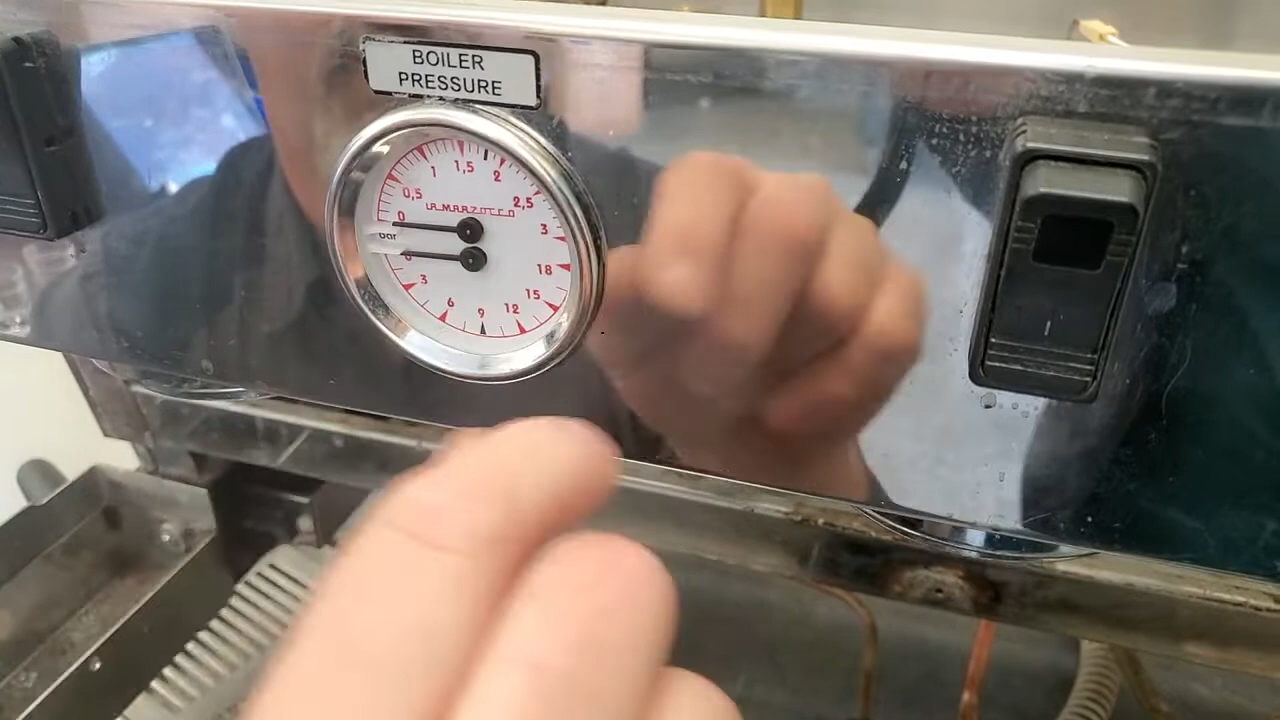 BOILER
PRESSURE
0
0,5
1
1,5
2
2,5
3
LA MARZOCCO
bar
0
3
6
9
12
15
18
I